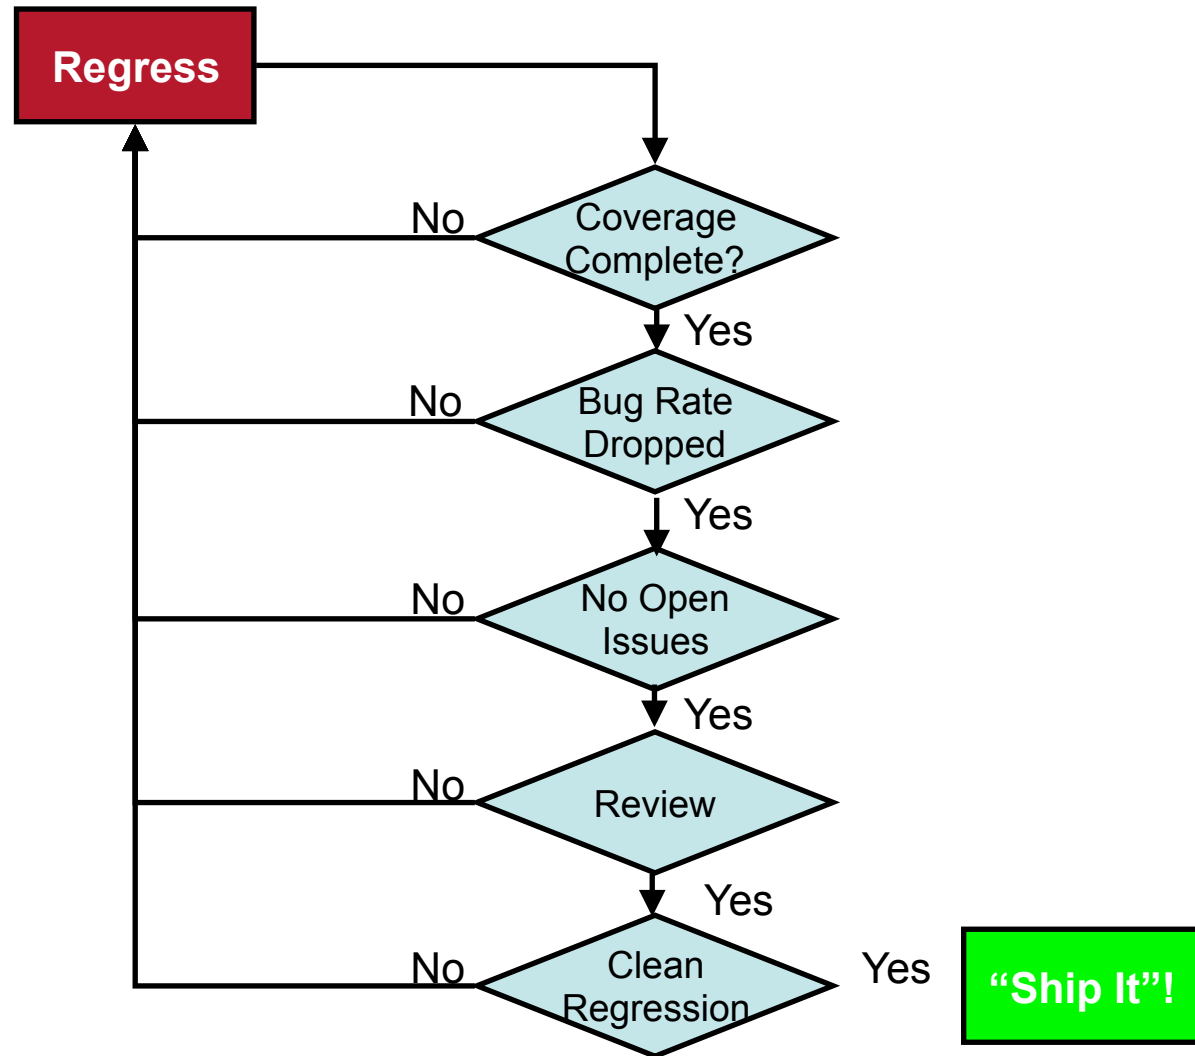 Regress
No
Coverage
Complete?
Yes
No
Bug Rate
Dropped
Yes
No
No Open
Issues
Yes
No
Review
Yes
No
Clean
Regression
Yes
“Ship It”!